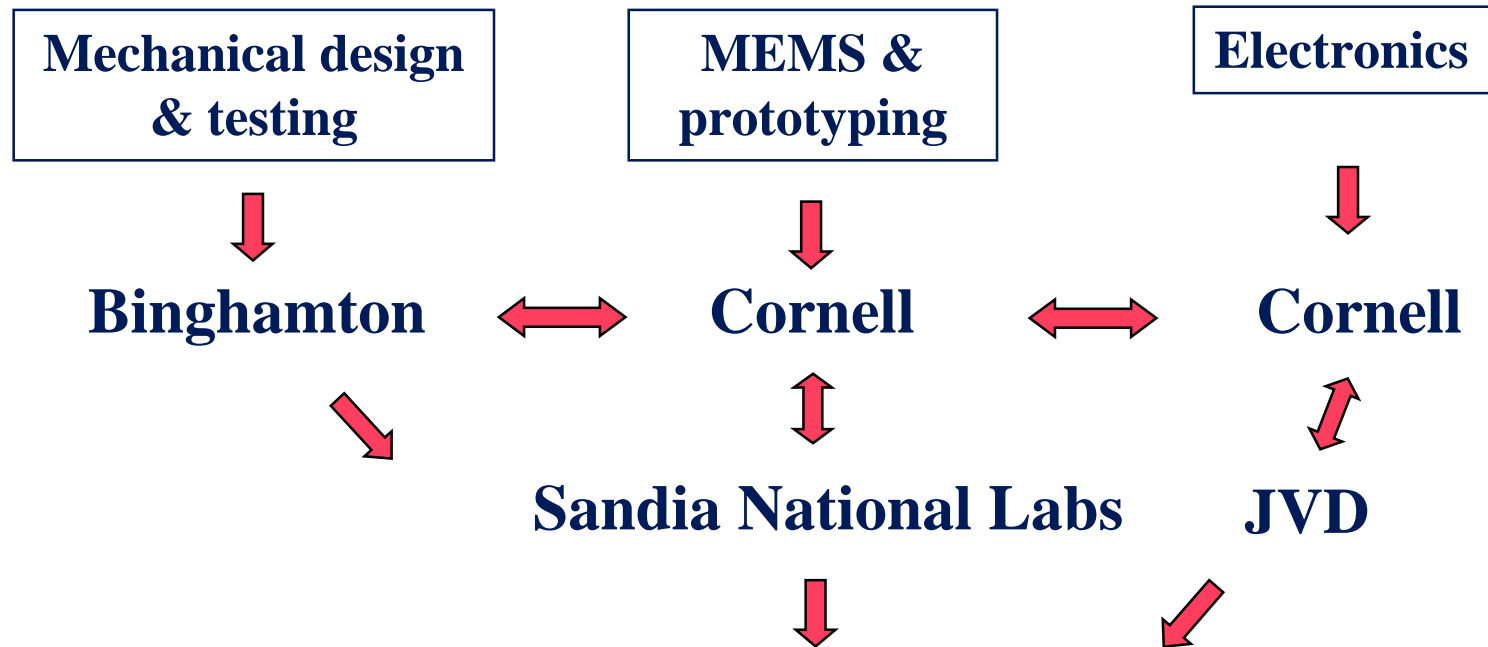 Mechanical design
& testing
MEMS &
prototyping
Electronics
Binghamton
Cornell
Cornell
Sandia National Labs
JVD